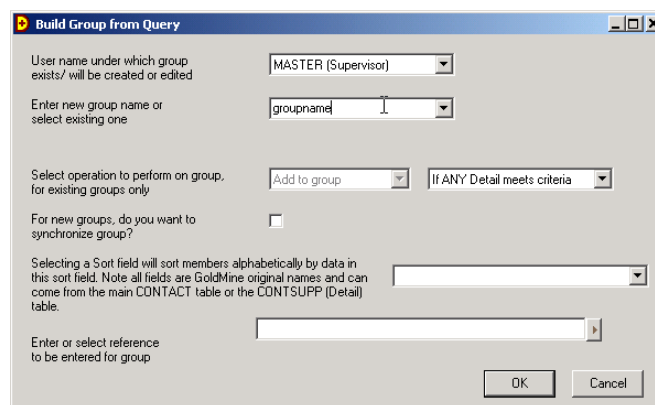 Build Group from Query
User name under which group
exists/ will be created or edited
MASTER (Supervisor)
Enter new group name or
select existing one
groupname
Select operation to perform on group,
for existing groups only
Add to group
If ANY Detail meets criteria
For new groups, do you want to
synchronize group?
Selecting a Sort field will sort members alphabetically by data in
this sort field. Note all fields are GoldMine original names and can
come from the main CONTACT table or the CONTSUPP (Detail)
table.
Enter or select reference
to be entered for group
OK
Cancel